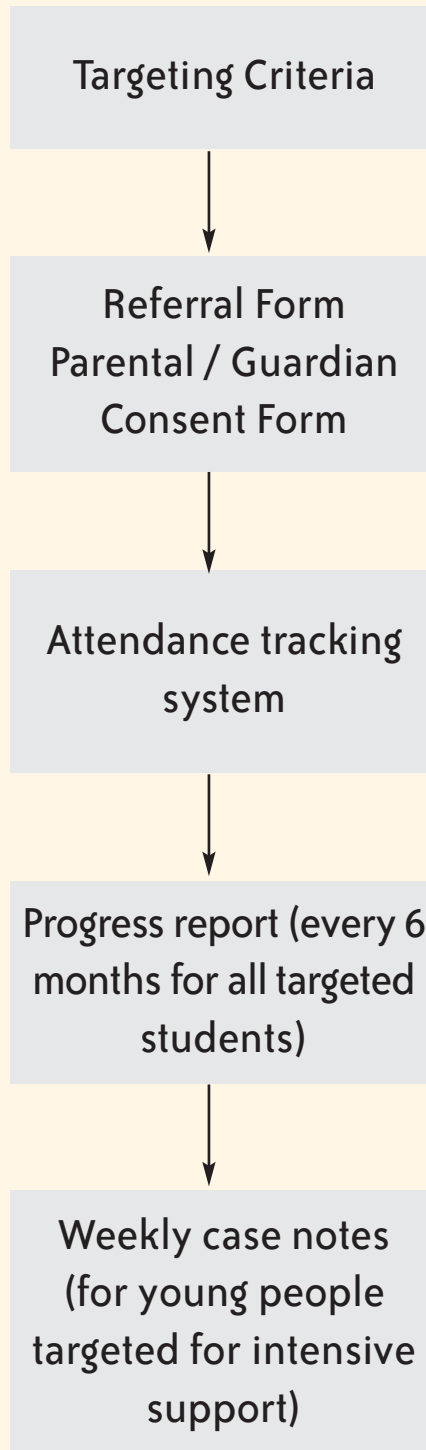 Targeting Criteria
Referral Form
Parental / Guardian
Consent Form
Attendance tracking
system
Progress report (every 6
months for all targeted
students)
Weekly case notes
(for young people
targeted for intensive
support)